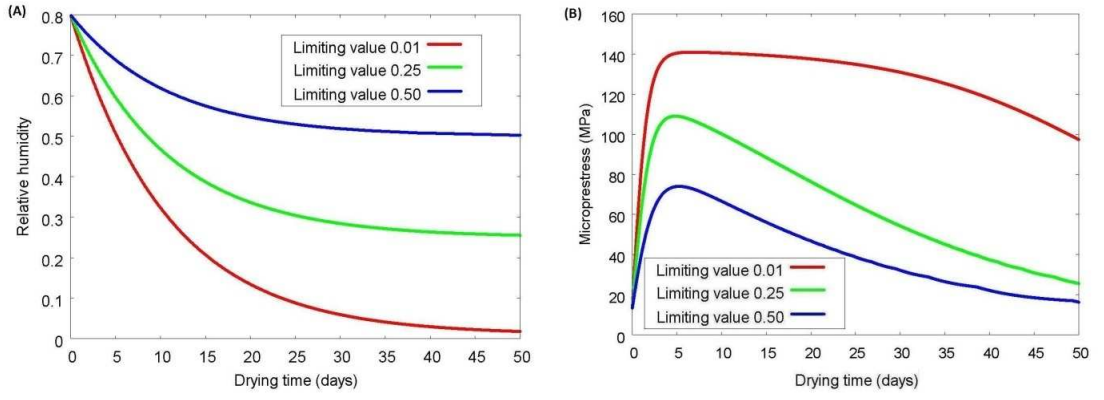 (A)
0.8
0.7
0.6
0.5
0.4
0.3
0.2
0.1
0
Relative humidity
Limiting value 0.01
Limiting value 0.25
Limiting value 0.50
0 5 10 15 20 25 30 35 40 45 50
Drying time (days)
(B)
160
140
120
100
80
60
40
20
0
Microprestress (MPa)
Limiting value 0.01
Limiting value 0.25
Limiting value 0.50
0 5 10 15 20 25 30 35 40 45 50
Drying time (days)